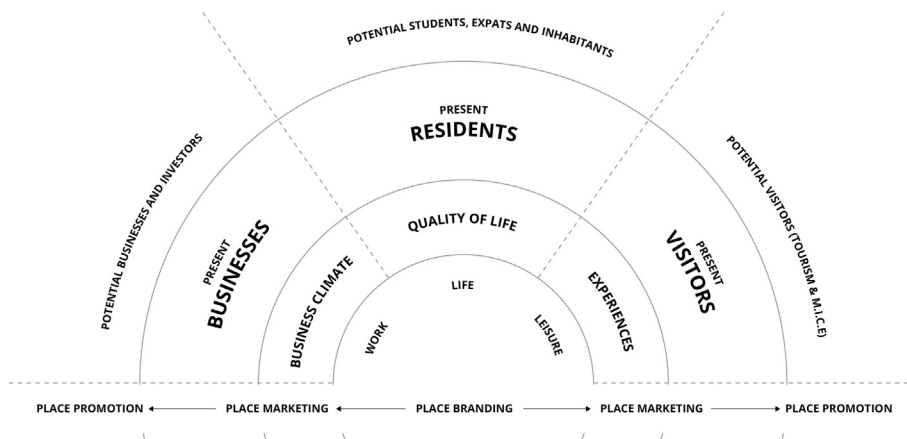 POTENTIAL STUDENTS, EXPATS AND INHABITANTS
PRESENT
RESIDENTS
QUALITY OF LIFE
LIFE
POTENTIAL BUSINESSES AND INVESTORS
PRESENT
BUSINESSES
BUSINESS CLIMATE
WORK
LEISURE
EXPERIENCES
PRESENT
VISITORS
POTENTIAL VISITORS (TOURISM & M.I.C.E)
PLACE PROMOTION
PLACE MARKETING
PLACE BRANDING
PLACE MARKETING
PLACE PROMOTION